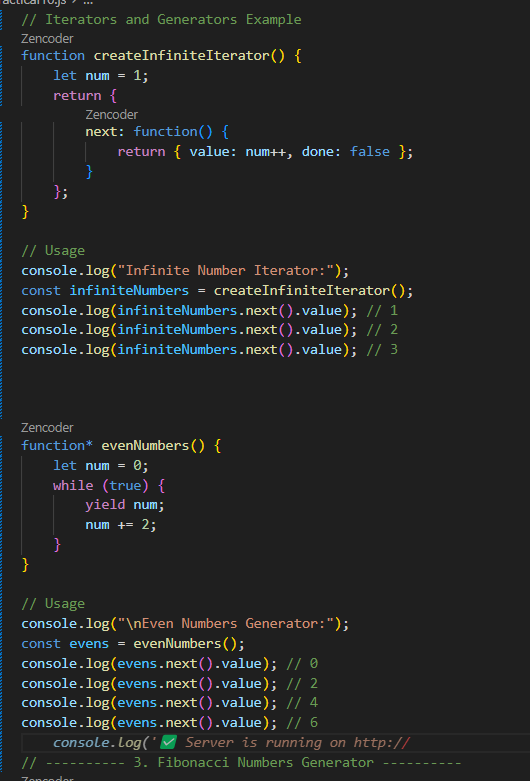 actical10.js > ...
// Iterators and Generators Example
Zencoder
function createInfiniteIterator() {
    let num = 1;
    return {
        Zencoder
        next: function() {
            return { value: num++, done: false };
        }
    };
}

// Usage
console.log("Infinite Number Iterator:");
const infiniteNumbers = createInfiniteIterator();
console.log(infiniteNumbers.next().value); // 1
console.log(infiniteNumbers.next().value); // 2
console.log(infiniteNumbers.next().value); // 3

Zencoder
function* evenNumbers() {
    let num = 0;
    while (true) {
        yield num;
        num += 2;
    }
}

// Usage
console.log("\nEven Numbers Generator:");
const evens = evenNumbers();
console.log(evens.next().value); // 0
console.log(evens.next().value); // 2
console.log(evens.next().value); // 4
console.log(evens.next().value); // 6
    console.log('✅ Server is running on http://
// ---------- 3. Fibonacci Numbers Generator ----------
Zencoder